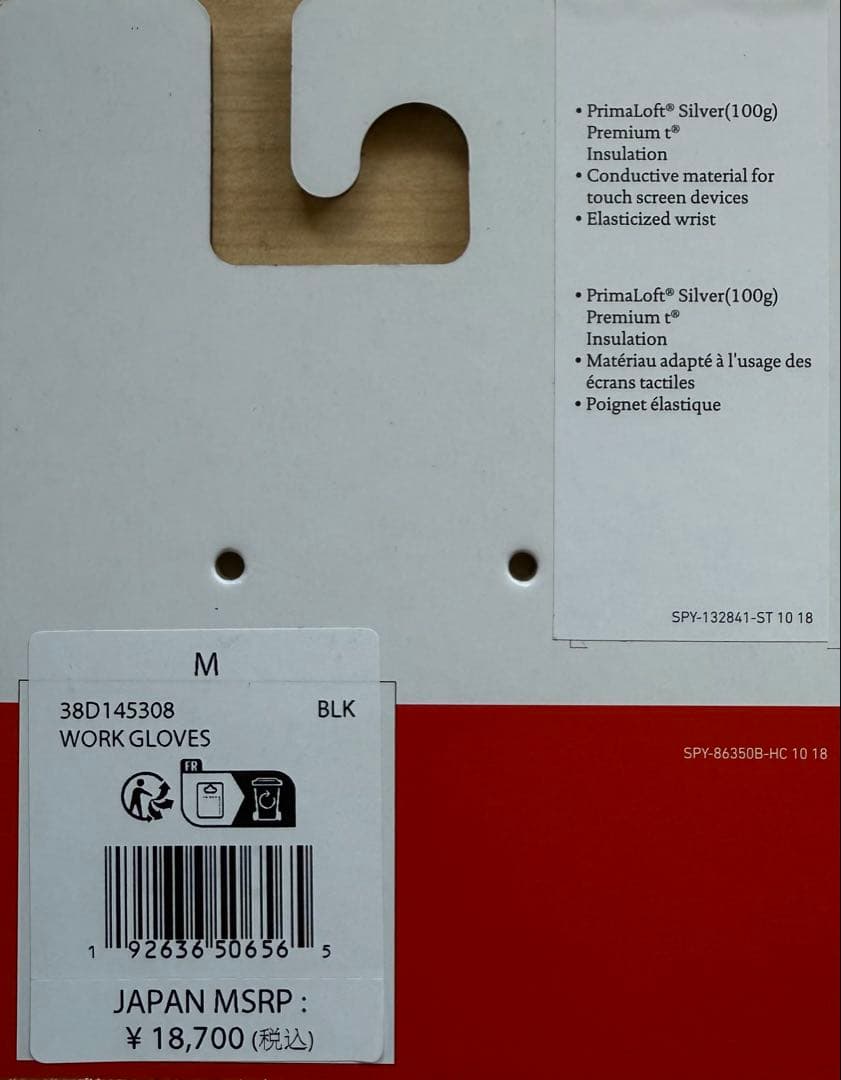 • PrimaLoft® Silver(100g)
Premium t®
Insulation
• Conductive material for
touch screen devices
• Elasticized wrist
• PrimaLoft® Silver(100g)
Premium t®
Insulation
• Matériau adapté à l'usage des
écrans tactiles
• Poignet élastique
SPY-132841-ST 10 18
M
38D145308 BLK
WORK GLOVES
FR
1 92636 50656 5
JAPAN MSRP :
¥ 18,700 (税込)
SPY-86350B-HC 10 18